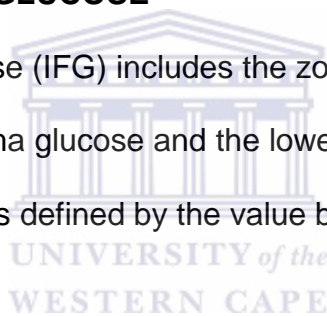 GLUCOSE
se (IFG) includes the zo
na glucose and the lowe
s defined by the value b
UNIVERSITY of the
WESTERN CAPE